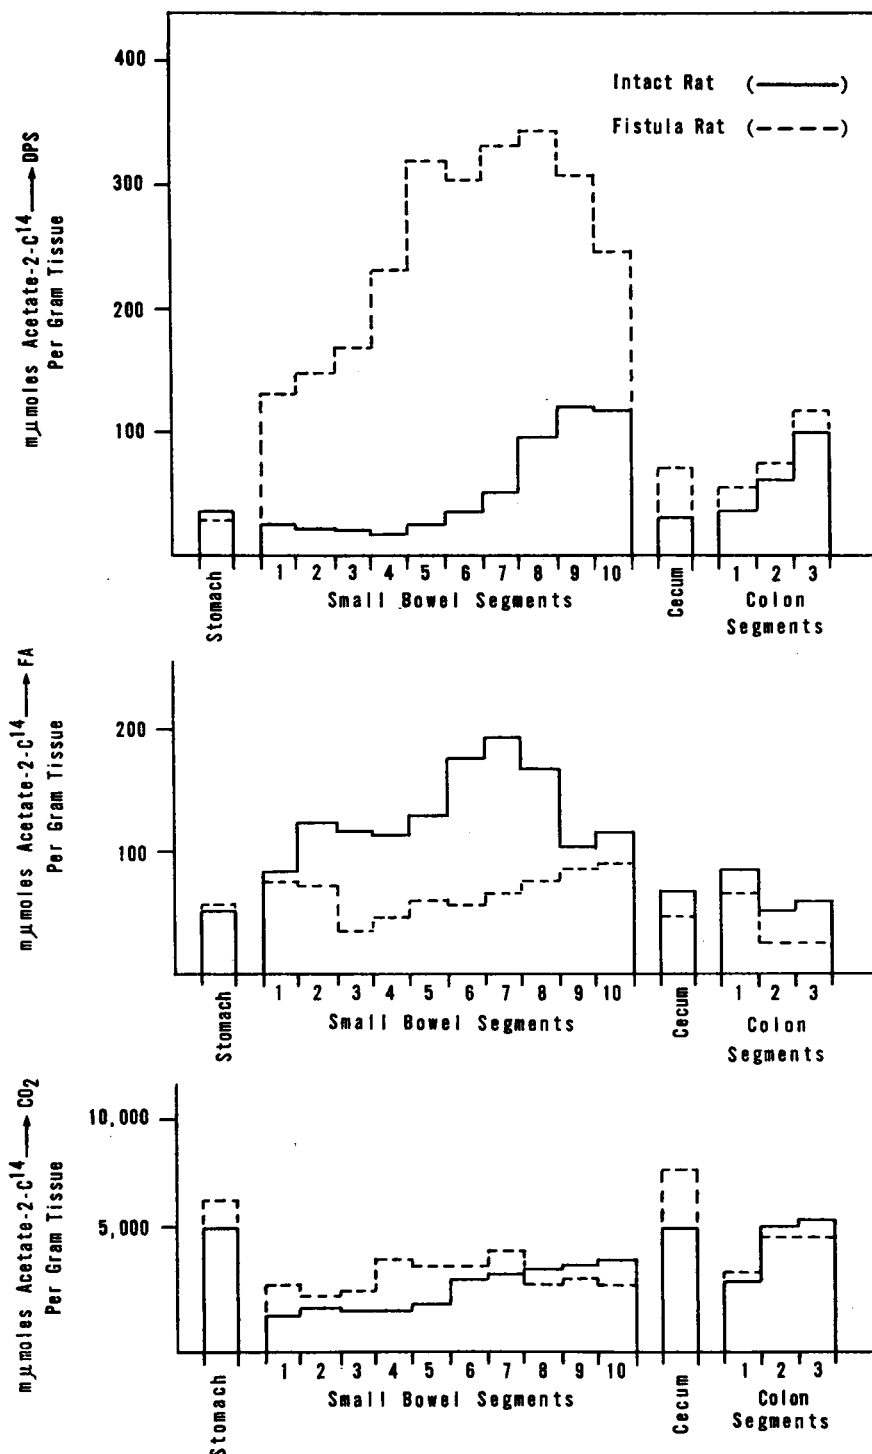 mμmoles Acetate-2-C¹⁴ → DPS
Per Gram Tissue
400
300
200
100
Intact Rat (———)
Fistula Rat (-----)
Stomach
1 2 3 4 5 6 7 8 9 10
Small Bowel Segments
Cecum
1 2 3
Colon
Segments
mμmoles Acetate-2-C¹⁴ → FA
Per Gram Tissue
200
100
Stomach
1 2 3 4 5 6 7 8 9 10
Small Bowel Segments
Cecum
1 2 3
Colon
Segments
mμmoles Acetate-2-C¹⁴ → CO₂
Per Gram Tissue
10,000
5,000
Stomach
1 2 3 4 5 6 7 8 9 10
Small Bowel Segments
Cecum
1 2 3
Colon
Segments